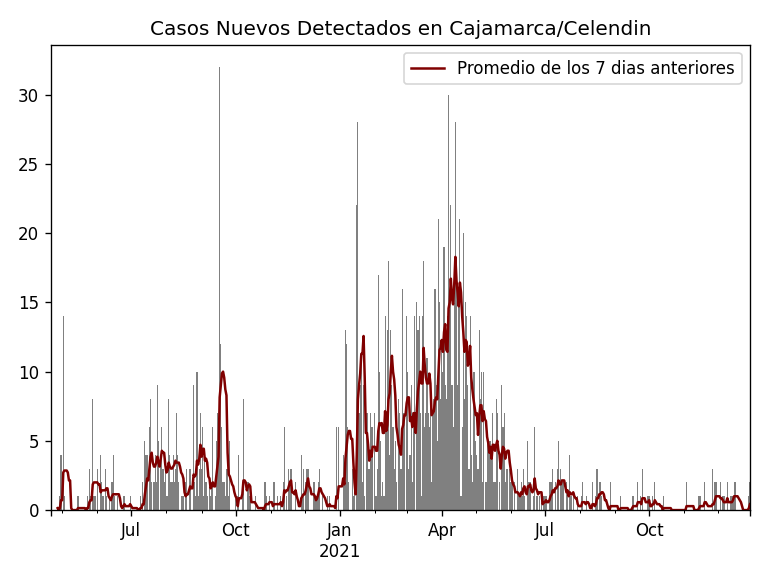 Casos Nuevos Detectados en Cajamarca/Celendin
Promedio de los 7 dias anteriores
30
25
20
15
10
5
0
Jul
Oct
Jan
2021
Apr
Jul
Oct